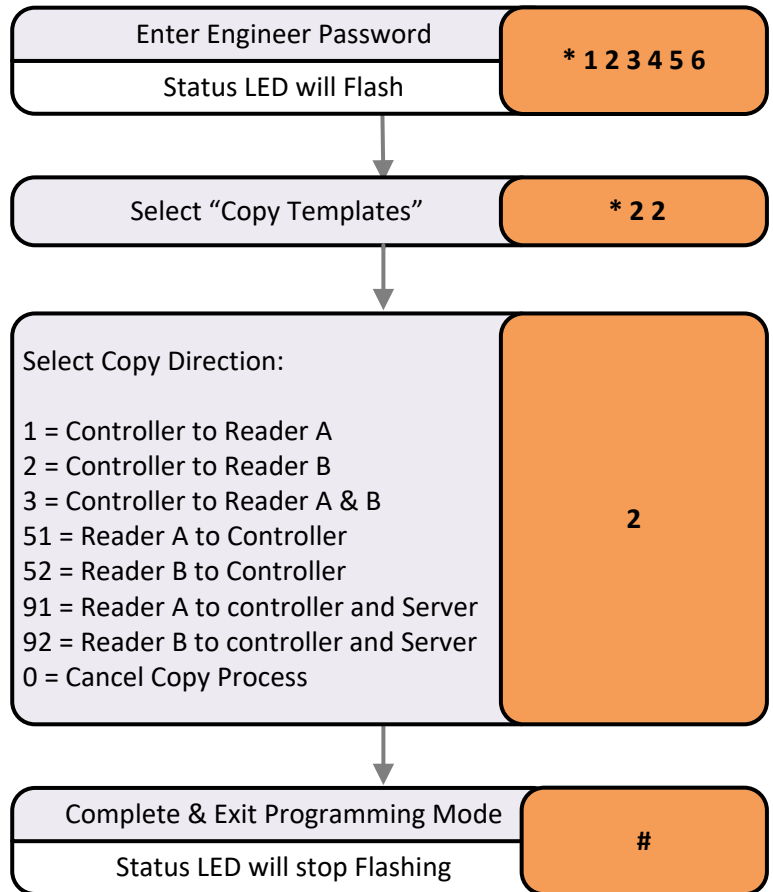 Enter Engineer Password
Status LED will Flash
* 1 2 3 4 5 6
Select “Copy Templates”
* 2 2
Select Copy Direction:
1 = Controller to Reader A
2 = Controller to Reader B
3 = Controller to Reader A & B
51 = Reader A to Controller
52 = Reader B to Controller
91 = Reader A to controller and Server
92 = Reader B to controller and Server
0 = Cancel Copy Process
2
Complete & Exit Programming Mode
Status LED will stop Flashing
#